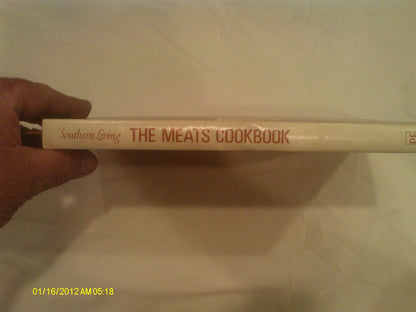 Southern Living THE MEATS COOKBOOK
01/16/2012 AM 05:18